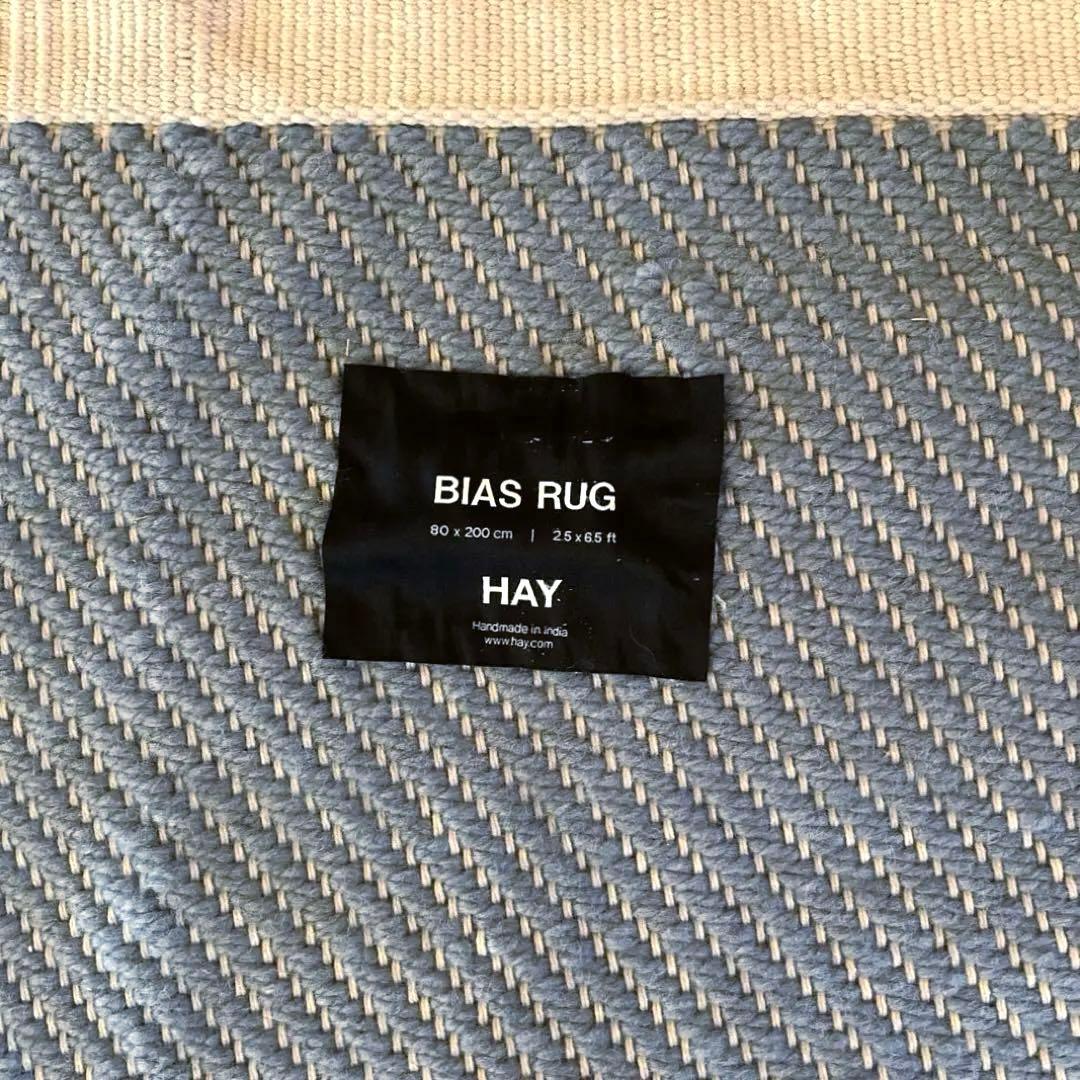 BIAS RUG
80 x 200 cm | 2.5 x 6.5 ft
HAY
Handmade in India
www.hay.com